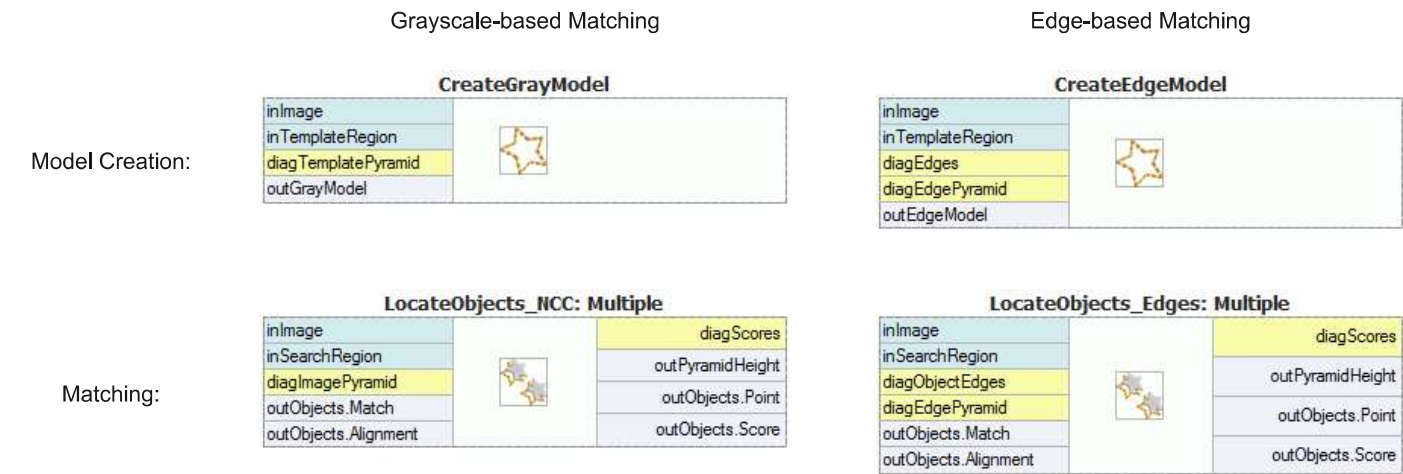 Grayscale-based Matching
Edge-based Matching
Model Creation:
CreateGrayModel
inImage
inTemplateRegion
diagTemplatePyramid
outGrayModel
CreateEdgeModel
inImage
inTemplateRegion
diagEdges
diagEdgePyramid
outEdgeModel
Matching:
LocateObjects_NCC: Multiple
inImage
inSearchRegion
diagImagePyramid
outObjects.Match
outObjects.Alignment
diagScores
outPyramidHeight
outObjects.Point
outObjects.Score
LocateObjects_Edges: Multiple
inImage
inSearchRegion
diagObjectEdges
diagEdgePyramid
outObjects.Match
outObjects.Alignment
diagScores
outPyramidHeight
outObjects.Point
outObjects.Score